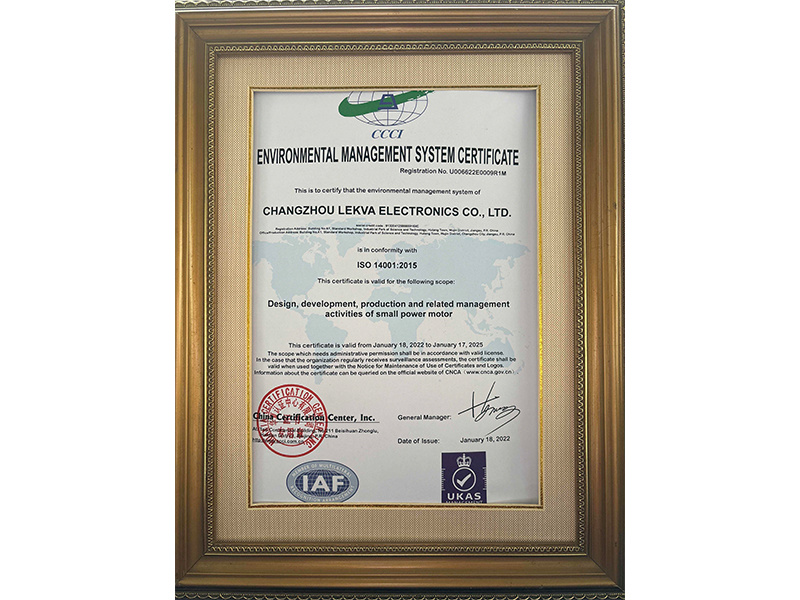 CCCI
ENVIRONMENTAL MANAGEMENT SYSTEM CERTIFICATE
Registration No. U006622E0009R1M
This is to certify that the environmental management system of
CHANGZHOU LEKVA ELECTRONICS CO., LTD.
is in conformity with
ISO 14001:2015
This certificate is valid for the following scope:
Design, development, production and related management
activities of small power motor
This certificate is valid from January 18, 2022 to January 17, 2025
The scope which needs administrative permission shall be in accordance with valid license.
In the case that the organization regularly receives surveillance assessments, the certificate shall be
valid when used together with the Notice for Maintenance of Use of Certificates and Logos.
Information about the certificate can be queried on the official website of CNCA (www.cnca.gov.cn)
China Certification Center, Inc.
General Manager:
Date of Issue: January 18, 2022
MEMBER OF MULTILATERAL
IAF
RECOGNITION ARRANGEMENT
UKAS
MANAGEMENT